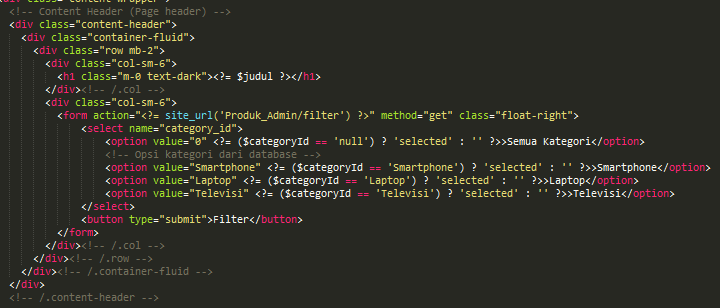 <div class="content-wrapper">
<!-- Content Header (Page header) -->
<div class="content-header">
<div class="container-fluid">
<div class="row mb-2">
<div class="col-sm-6">
<h1 class="m-0 text-dark"><?= $judul ?></h1>
</div><!-- /.col -->
<div class="col-sm-6">
<form action="<?= site_url('Produk_Admin/filter') ?>" method="get" class="float-right">
<select name="category_id">
<option value="0" <?= ($categoryId == 'null') ? 'selected' : '' ?>>Semua Kategori</option>
<!-- Opsi kategori dari database -->
<option value="Smartphone" <?= ($categoryId == 'Smartphone') ? 'selected' : '' ?>>Smartphone</option>
<option value="Laptop" <?= ($categoryId == 'Laptop') ? 'selected' : '' ?>>Laptop</option>
<option value="Televisi" <?= ($categoryId == 'Televisi') ? 'selected' : '' ?>>Televisi</option>
</select>
<button type="submit">Filter</button>
</form>
</div><!-- /.col -->
</div><!-- /.row -->
</div><!-- /.container-fluid -->
</div>
<!-- /.content-header -->